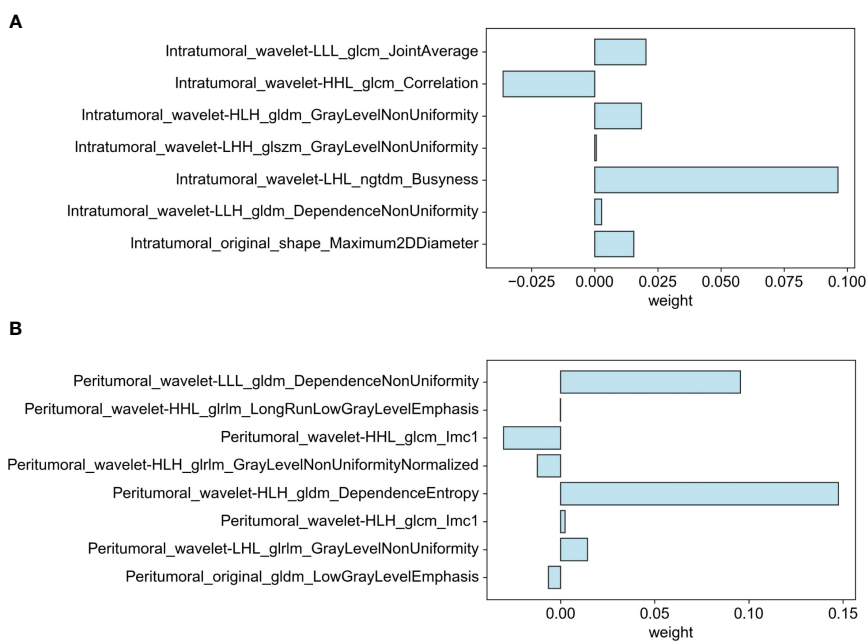 A
Intratumoral_wavelet-LLL_glcm_JointAverage
Intratumoral_wavelet-HHL_glcm_Correlation
Intratumoral_wavelet-HLH_gldm_GrayLevelNonUniformity
Intratumoral_wavelet-LHH_glszm_GrayLevelNonUniformity
Intratumoral_wavelet-LHL_ngtdm_Busyness
Intratumoral_wavelet-LLH_gldm_DependenceNonUniformity
Intratumoral_original_shape_Maximum2DDiameter
−0.025 0.000 0.025 0.050 0.075 0.100
weight
B
Peritumoral_wavelet-LLL_gldm_DependenceNonUniformity
Peritumoral_wavelet-HHL_glrlm_LongRunLowGrayLevelEmphasis
Peritumoral_wavelet-HHL_glcm_Imc1
Peritumoral_wavelet-HLH_glrlm_GrayLevelNonUniformityNormalized
Peritumoral_wavelet-HLH_gldm_DependenceEntropy
Peritumoral_wavelet-HLH_glcm_Imc1
Peritumoral_wavelet-LHL_glrlm_GrayLevelNonUniformity
Peritumoral_original_gldm_LowGrayLevelEmphasis
0.00 0.05 0.10 0.15
weight